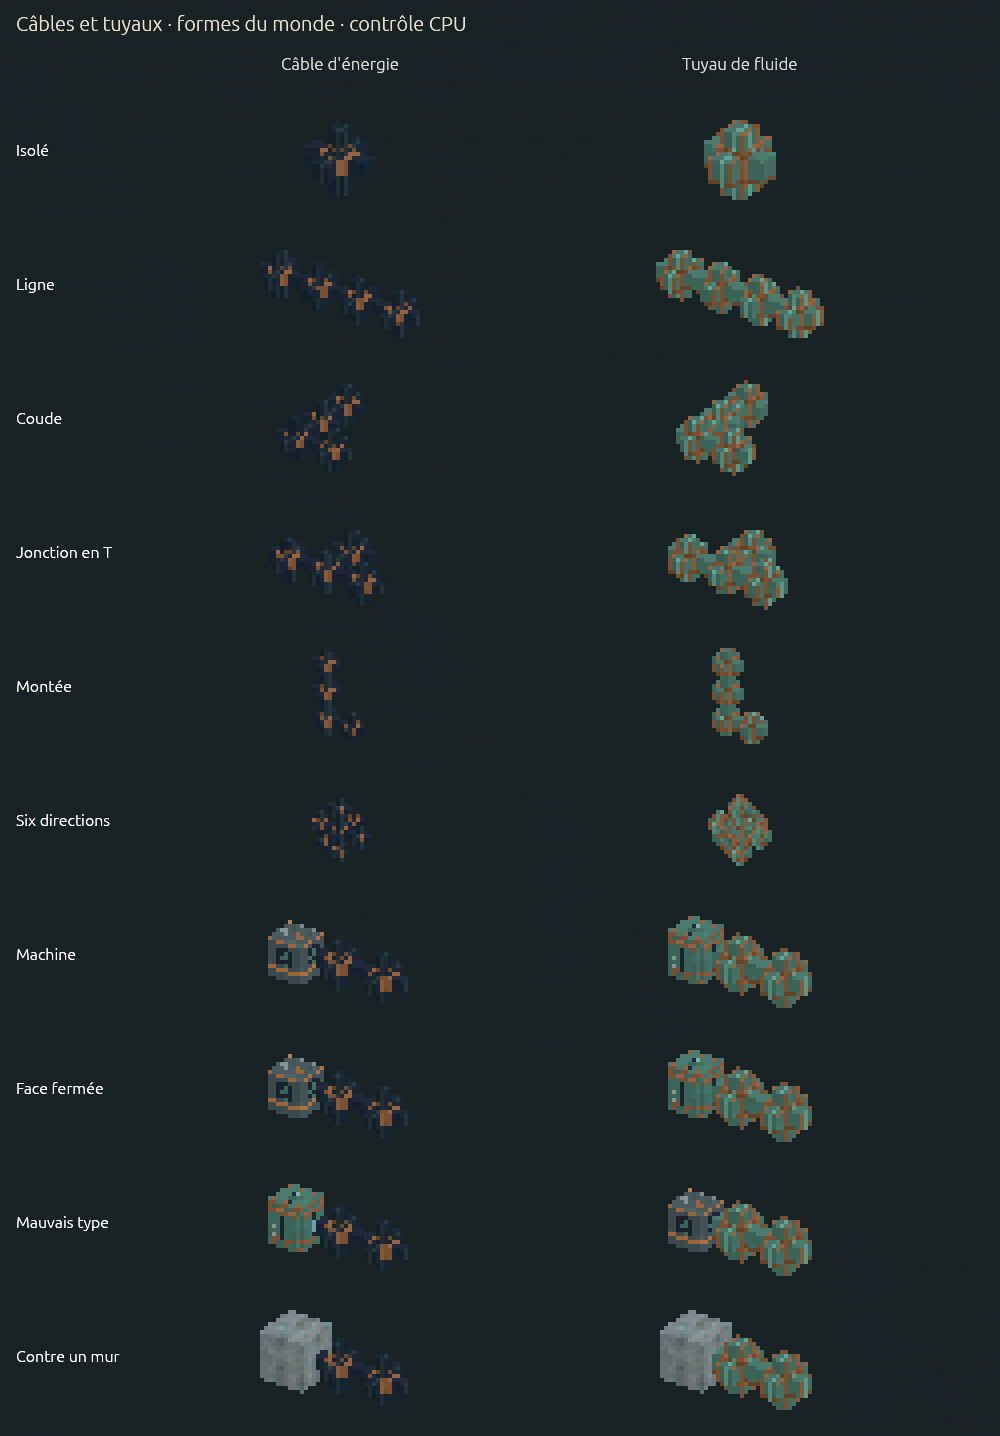 Câbles et tuyaux · formes du monde · contrôle CPU
Câble d'énergie
Tuyau de fluide
Isolé
Ligne
Coude
Jonction en T
Montée
Six directions
Machine
Face fermée
Mauvais type
Contre un mur